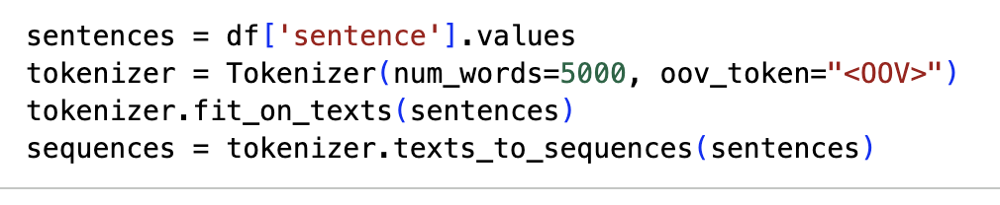 sentences = df['sentence'].values
tokenizer = Tokenizer(num_words=5000, oov_token="<OOV>")
tokenizer.fit_on_texts(sentences)
sequences = tokenizer.texts_to_sequences(sentences)